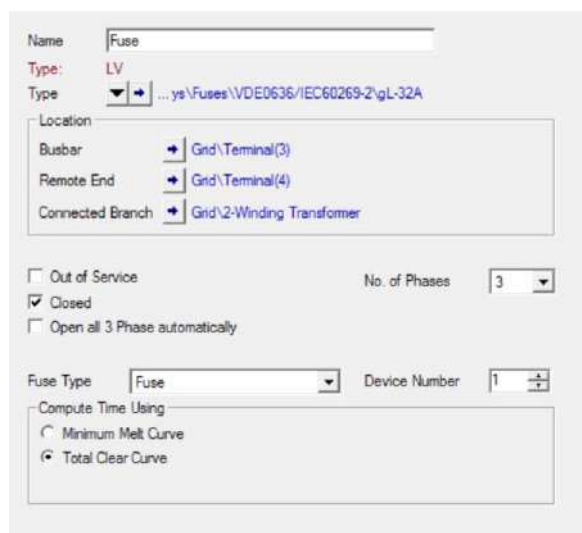 Name Fuse
Type: LV
Type ... ys\Fuses\VDE0636/IEC60269-2\gL-32A
Location
Busbar Grid\Terminal(3)
Remote End Grid\Terminal(4)
Connected Branch Grid\2-Winding Transformer
Out of Service No. of Phases 3
Closed
Open all 3 Phase automatically
Fuse Type Fuse Device Number 1
Compute Time Using
Minimum Melt Curve
Total Clear Curve